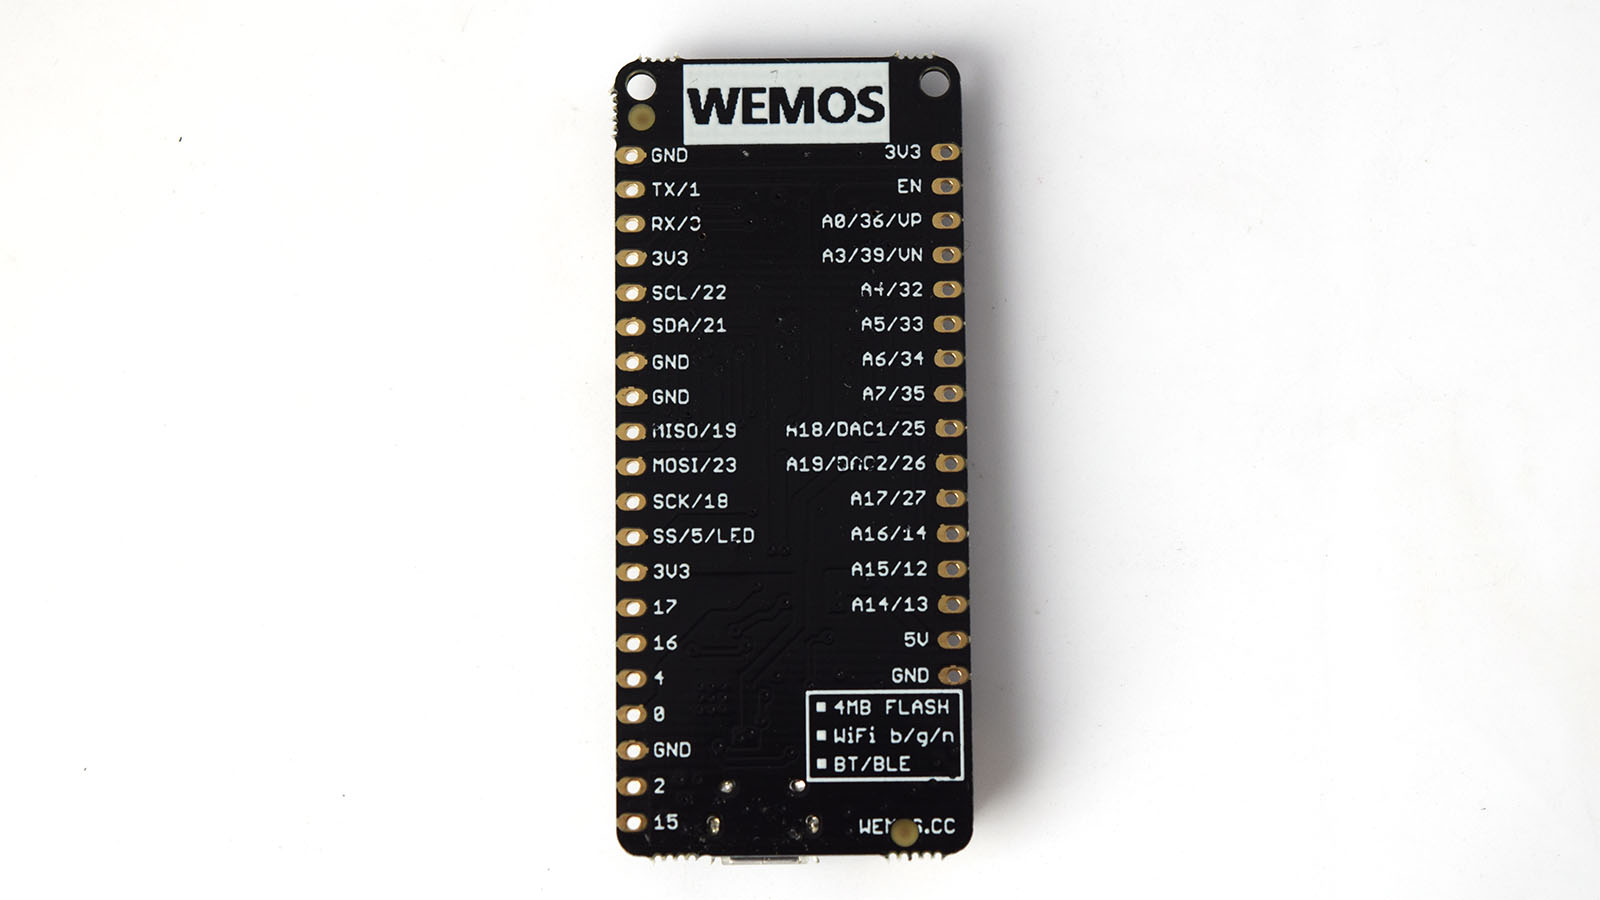 WEMOS
GND
TX/1
RX/3
3V3
SCL/22
SDA/21
GND
GND
MISO/19
MOSI/23
SCK/18
SS/5/LED
3V3
17
16
4
0
GND
2
15
3V3
EN
A0/36/VP
A3/39/VN
A4/32
A5/33
A6/34
A7/35
A18/DAC1/25
A19/DAC2/26
A17/27
A16/14
A15/12
A14/13
5V
GND
4MB FLASH
WiFi b/g/n
BT/BLE
WEMOS.CC